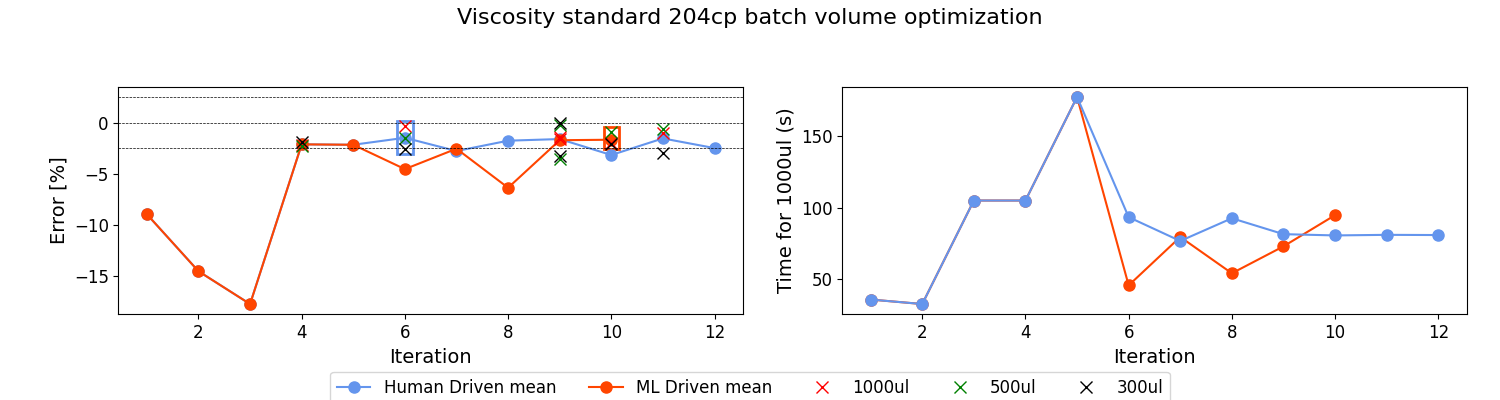 Viscosity standard 204cp batch volume optimization
Error [%]
0
−5
−10
−15
2 4 6 8 10 12
Iteration
Time for 1000ul (s)
150
100
50
2 4 6 8 10 12
Iteration
Human Driven mean ML Driven mean 1000ul 500ul 300ul